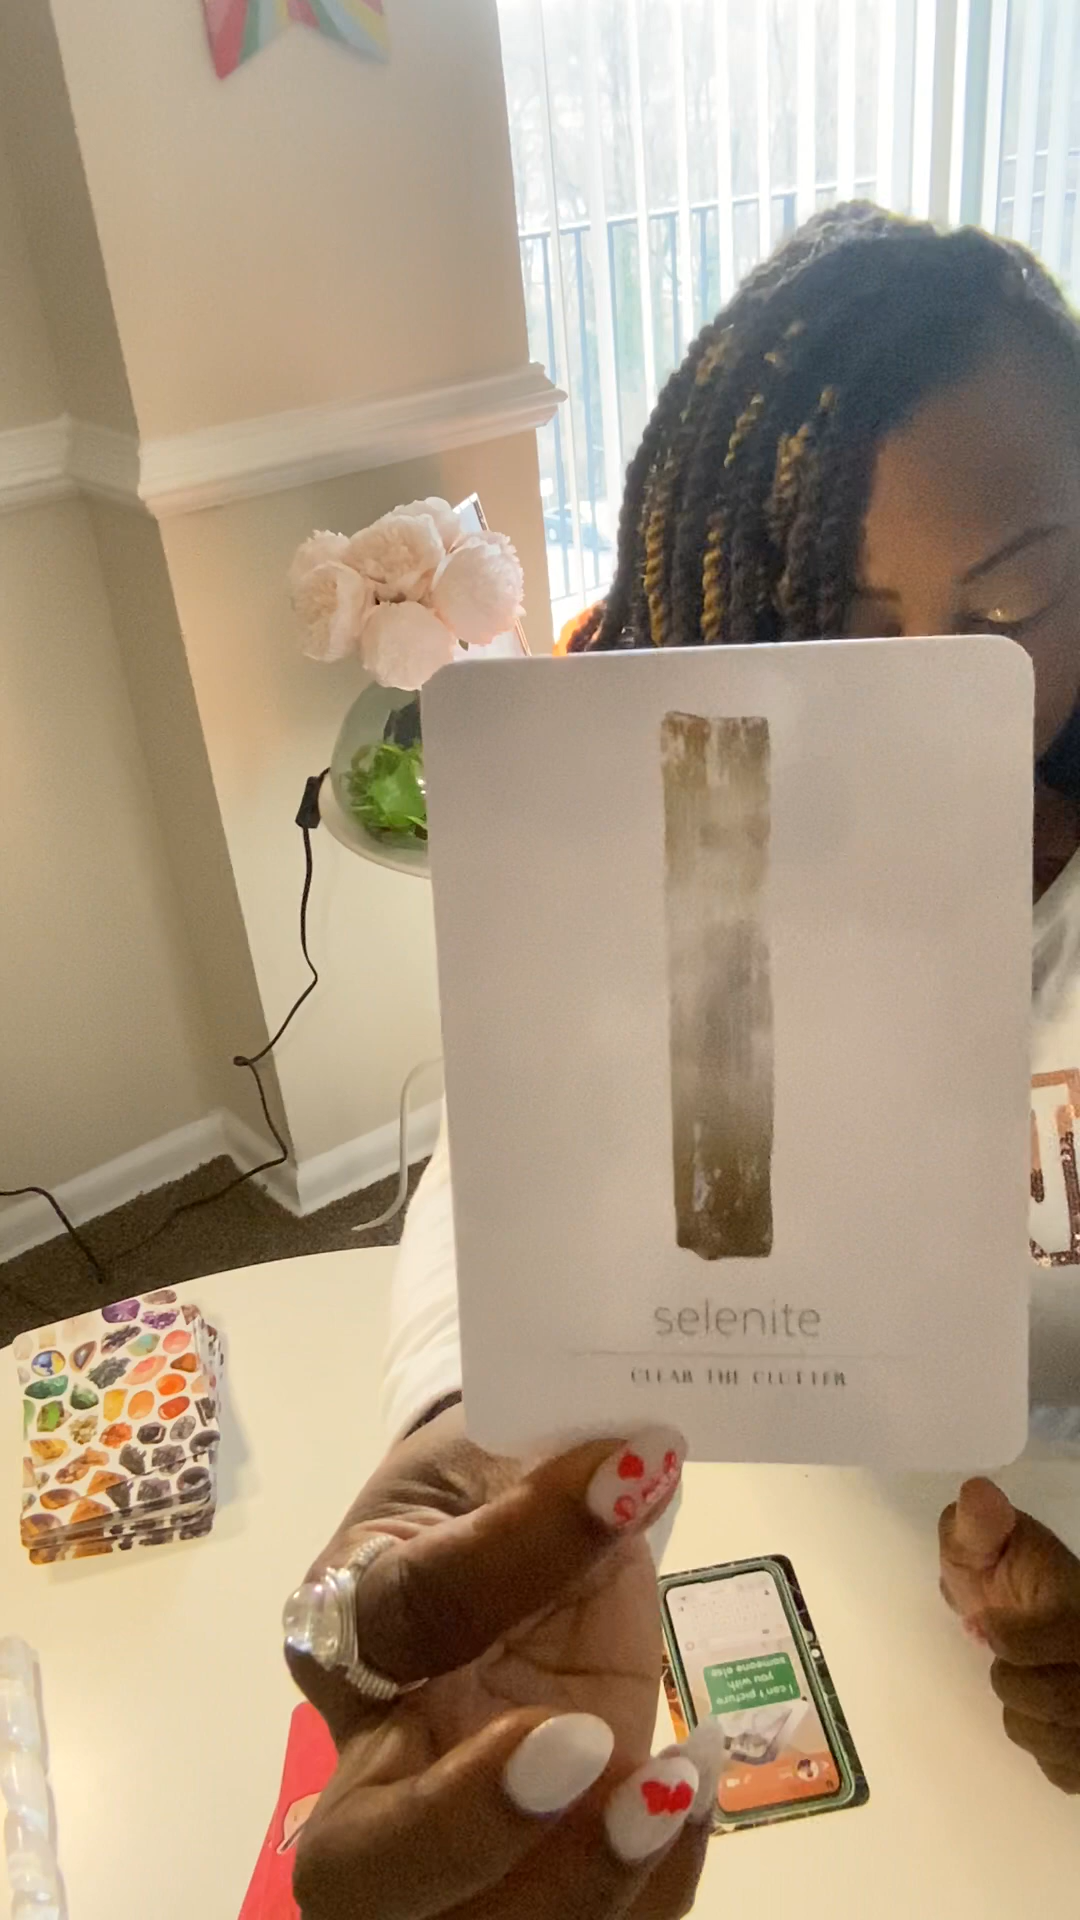 selenite
CLEAR THE CLUTTER
i can't picture
you with
someone else